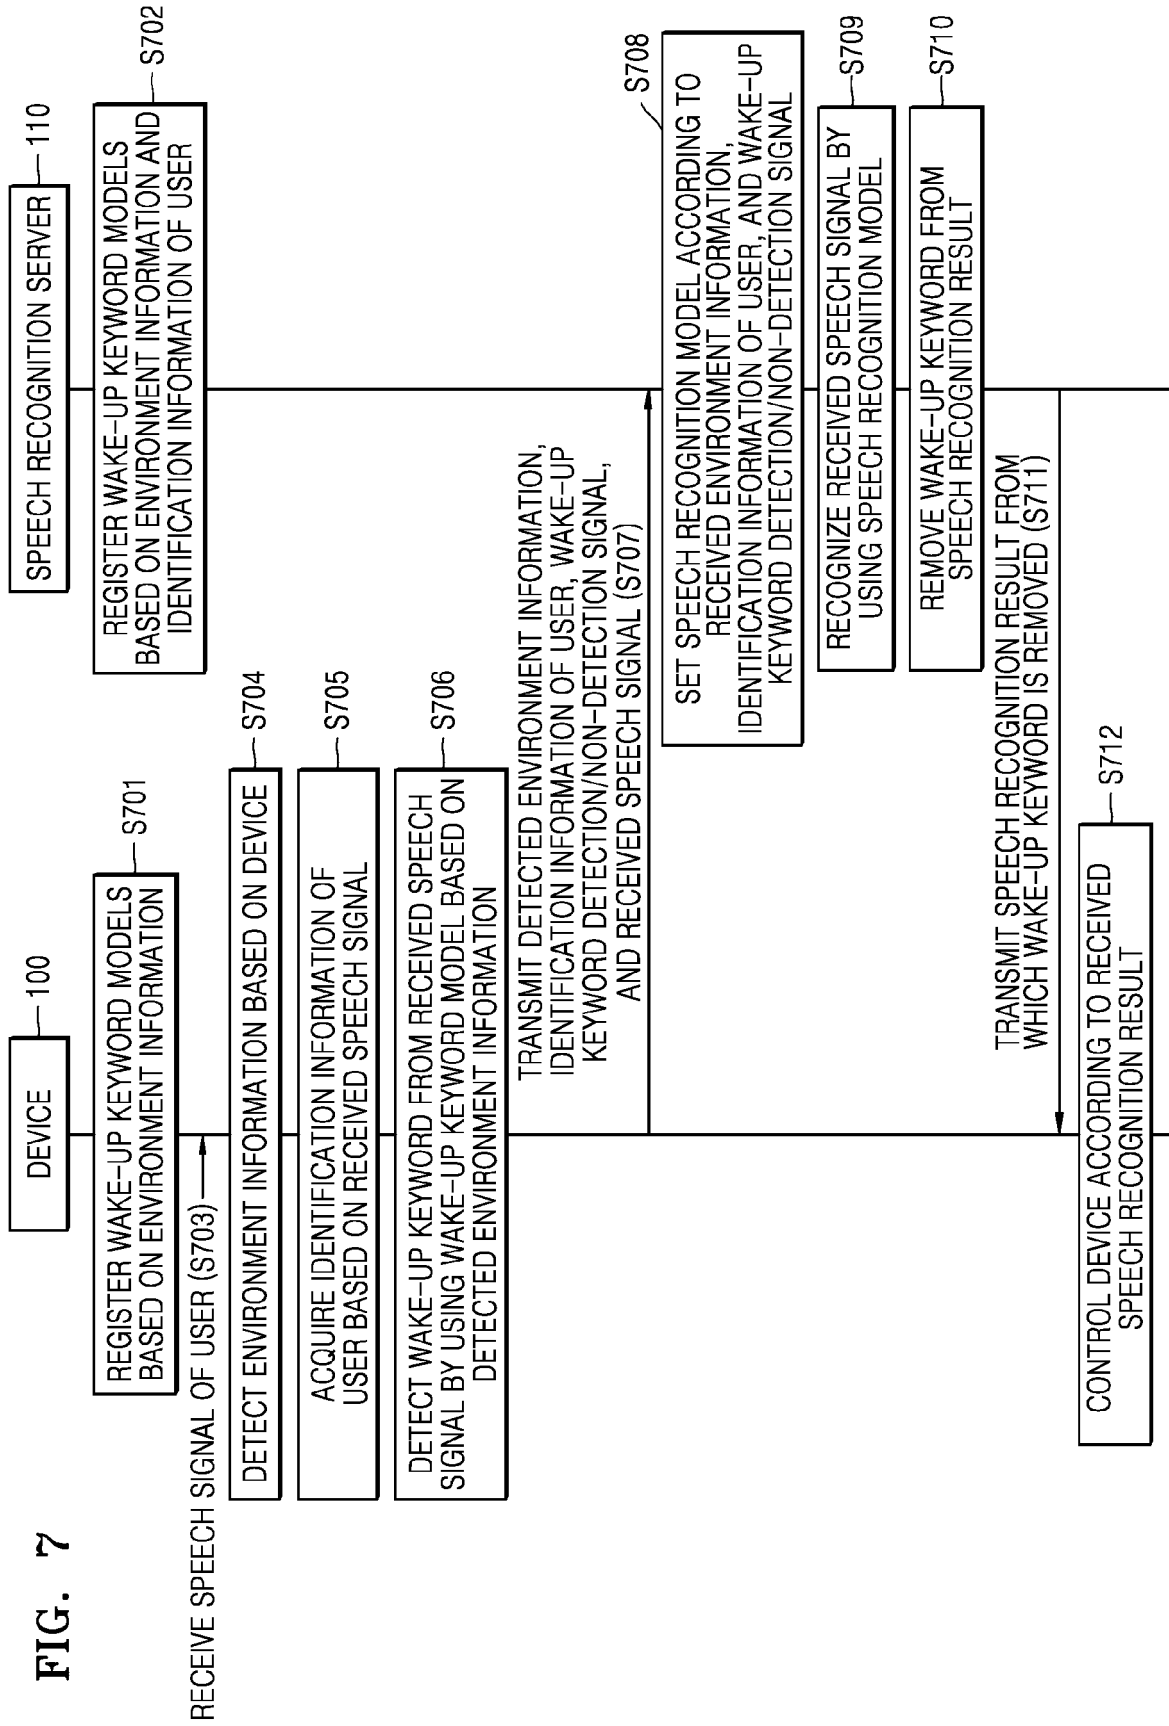 FIG. 7
DEVICE
100
SPEECH RECOGNITION SERVER
110
REGISTER WAKE-UP KEYWORD MODELS
BASED ON ENVIRONMENT INFORMATION
S701
REGISTER WAKE-UP KEYWORD MODELS
BASED ON ENVIRONMENT INFORMATION AND
IDENTIFICATION INFORMATION OF USER
S702
RECEIVE SPEECH SIGNAL OF USER (S703)
DETECT ENVIRONMENT INFORMATION BASED ON DEVICE
S704
ACQUIRE IDENTIFICATION INFORMATION OF
USER BASED ON RECEIVED SPEECH SIGNAL
S705
DETECT WAKE-UP KEYWORD FROM RECEIVED SPEECH
SIGNAL BY USING WAKE-UP KEYWORD MODEL BASED ON
DETECTED ENVIRONMENT INFORMATION
S706
TRANSMIT DETECTED ENVIRONMENT INFORMATION,
IDENTIFICATION INFORMATION OF USER, WAKE-UP
KEYWORD DETECTION/NON-DETECTION SIGNAL,
AND RECEIVED SPEECH SIGNAL (S707)
SET SPEECH RECOGNITION MODEL ACCORDING TO
RECEIVED ENVIRONMENT INFORMATION,
IDENTIFICATION INFORMATION OF USER, AND WAKE-UP
KEYWORD DETECTION/NON-DETECTION SIGNAL
S708
RECOGNIZE RECEIVED SPEECH SIGNAL BY
USING SPEECH RECOGNITION MODEL
S709
REMOVE WAKE-UP KEYWORD FROM
SPEECH RECOGNITION RESULT
S710
TRANSMIT SPEECH RECOGNITION RESULT FROM
WHICH WAKE-UP KEYWORD IS REMOVED (S711)
CONTROL DEVICE ACCORDING TO RECEIVED
SPEECH RECOGNITION RESULT
S712